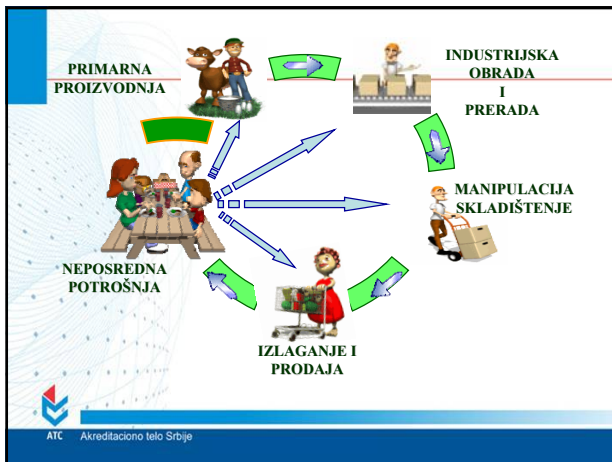 PRIMARNA
PROIZVODNJA
INDUSTRIJSKA
OBRADA
I
PRERADA
MANIPULACIJA
SKLADIŠTENJE
NEPOSREDNA
POTROŠNJA
IZLAGANJE I
PRODAJA
ATC Akreditaciono telo Srbije